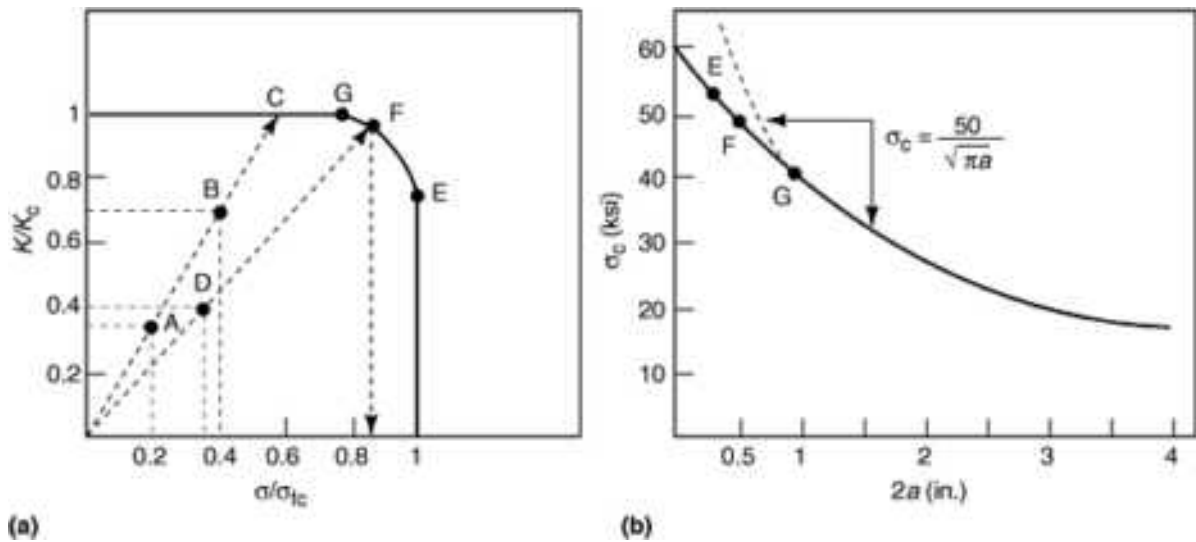 C
G
F
1
0.8
B
E
K/Kc
0.6
D
0.4
A
0.2
0.2 0.4 0.6 0.8 1
σ/σfc
(a)
60
E
50
F
σc = 50/√πa
40
G
σc (ksi)
30
20
10
0.5 1 2 3 4
2a (in.)
(b)